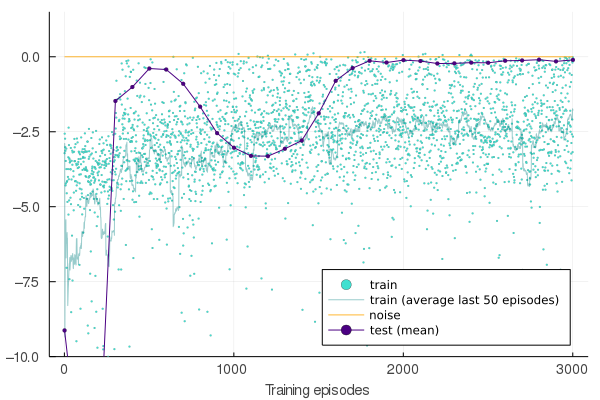 0.0
−2.5
−5.0
−7.5
−10.0
0
1000
2000
3000
Training episodes
train
train (average last 50 episodes)
noise
test (mean)